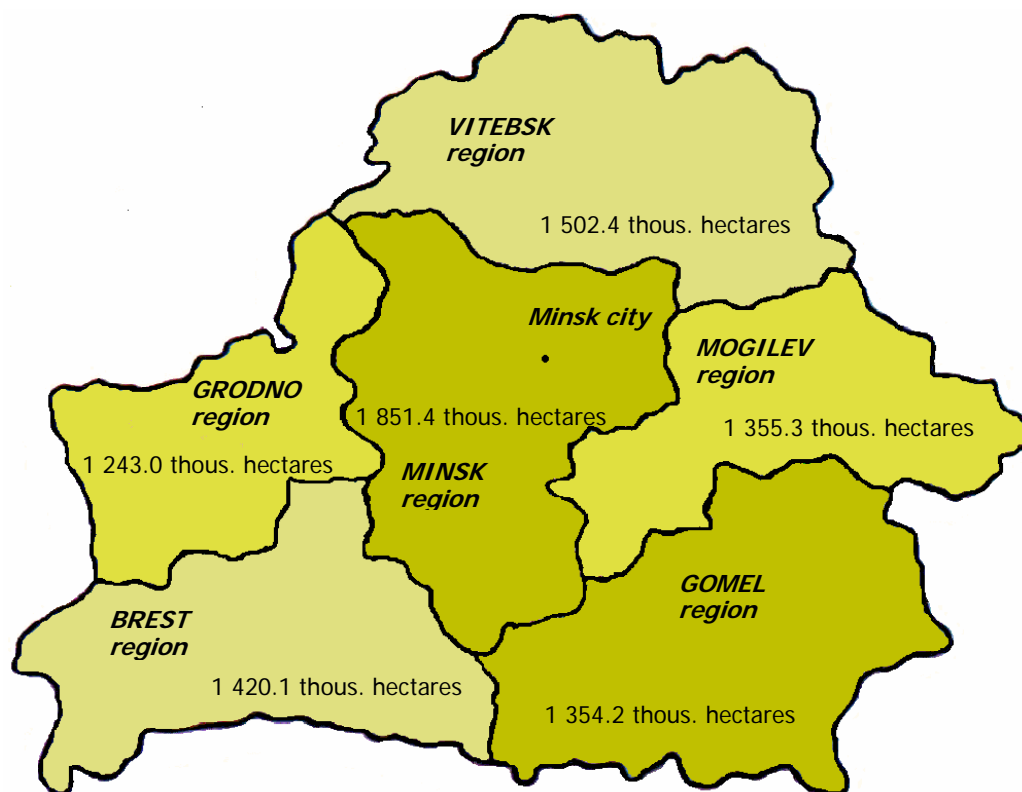 VITEBSK
region
1 502.4 thous. hectares
Minsk city
MOGILEV
region
GRODNO
region
1 851.4 thous. hectares
1 355.3 thous. hectares
1 243.0 thous. hectares
MINSK
region
GOMEL
region
BREST
region
1 420.1 thous. hectares
1 354.2 thous. hectares